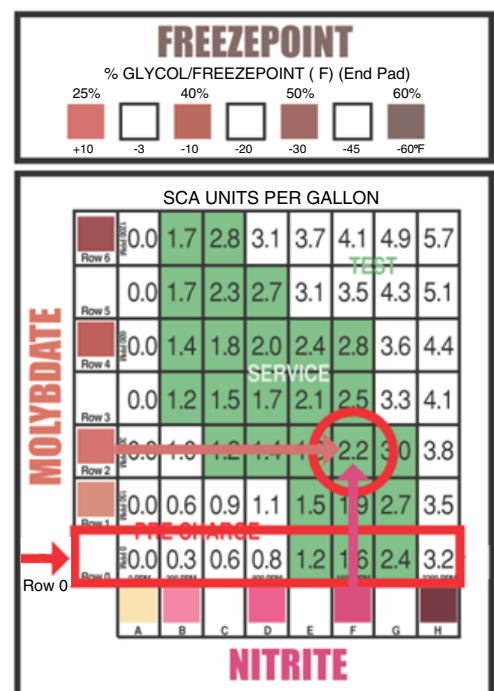 FREEZEPOINT
% GLYCOL/FREEZEPOINT ( F) (End Pad)
25% 40% 50% 60%
+10 -3 -10 -20 -30 -45 -60ºF
SCA UNITS PER GALLON
MOLYBDATE
1200 PPM 0.0 1.7 2.8 3.1 3.7 4.1 4.9 5.7
Row 6
TEST
0.0 1.7 2.3 2.7 3.1 3.5 4.3 5.1
Row 5
0.0 1.4 1.8 2.0 2.4 2.8 3.6 4.4
Row 4
SERVICE
0.0 1.2 1.5 1.7 2.1 2.5 3.3 4.1
Row 3
1.2 1.4 2.2 3.0 3.8
Row 2
0.0 0.6 0.9 1.1 1.5 1.9 2.7 3.5
Row 1
PRE CHARGE
0.0 0.3 0.6 0.8 1.2 1.6 2.4 3.2
Row 0
Row 0
A B C D E F G H
NITRITE